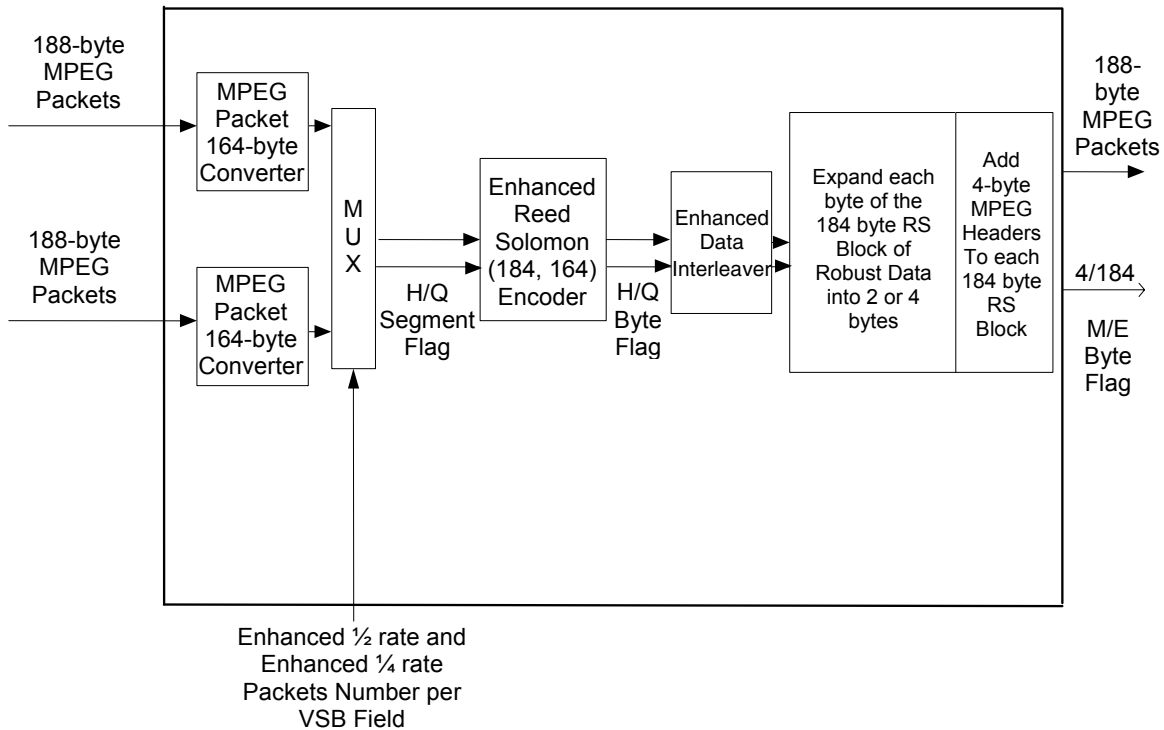 188-byte
MPEG
Packets
MPEG
Packet
164-byte
Converter
188-byte
MPEG
Packets
MPEG
Packet
164-byte
Converter
M
U
X
H/Q
Segment
Flag
Enhanced
Reed
Solomon
(184, 164)
Encoder
H/Q
Byte
Flag
Enhanced
Data
Interleaver
Expand each
byte of the
184 byte RS
Block of
Robust Data
into 2 or 4
bytes
Add
4-byte
MPEG
Headers
To each
184 byte
RS
Block
188-
byte
MPEG
Packets
4/184
M/E
Byte
Flag
Enhanced ½ rate and
Enhanced ¼ rate
Packets Number per
VSB Field